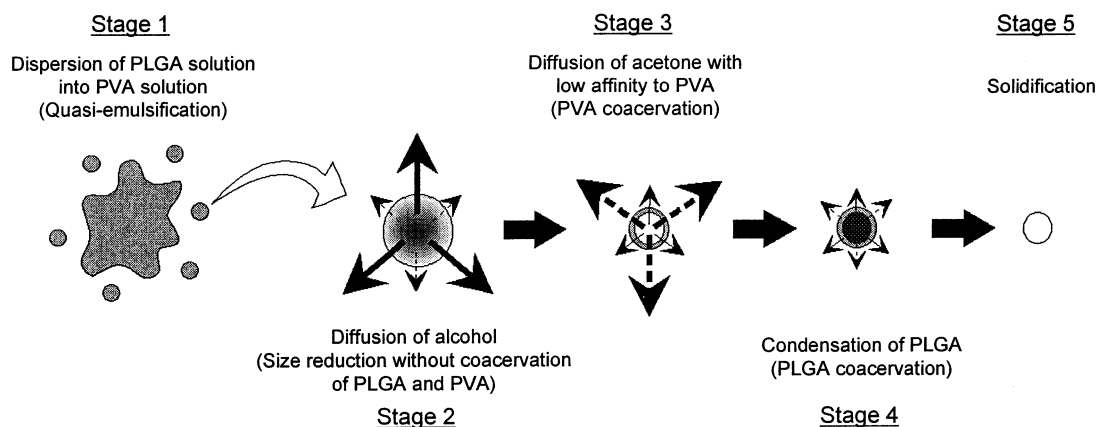 Stage 1
Dispersion of PLGA solution
into PVA solution
(Quasi-emulsification)
Diffusion of alcohol
(Size reduction without coacervation
of PLGA and PVA)
Stage 2
Stage 3
Diffusion of acetone with
low affinity to PVA
(PVA coacervation)
Condensation of PLGA
(PLGA coacervation)
Stage 4
Stage 5
Solidification